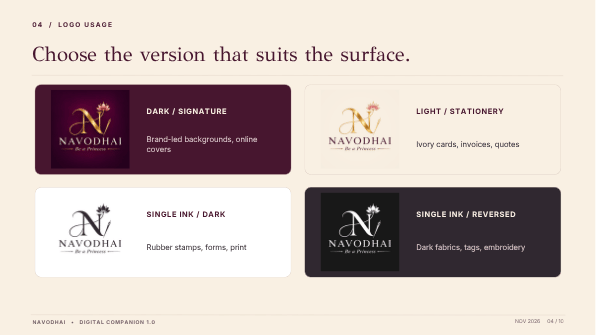 04 / LOGO USAGE
Choose the version that suits the surface.
NAVODHAI
Be a Princess
DARK / SIGNATURE
Brand-led backgrounds, online
covers
NAVODHAI
Be a Princess
LIGHT / STATIONERY
Ivory cards, invoices, quotes
NAVODHAI
Be a Princess
SINGLE INK / DARK
Rubber stamps, forms, print
NAVODHAI
Be a Princess
SINGLE INK / REVERSED
Dark fabrics, tags, embroidery
NAVODHAI • DIGITAL COMPANION 1.0
NOV 2026 04 / 10